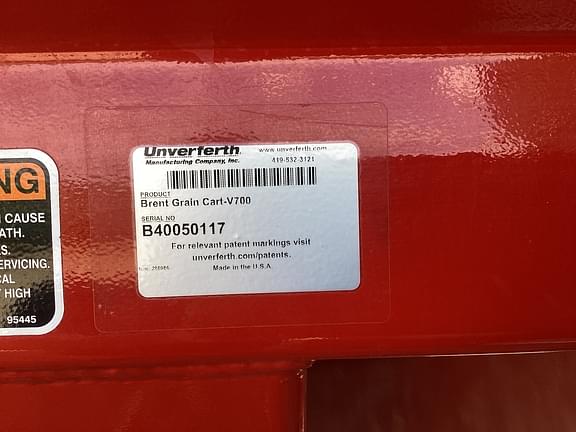 Unverferth
www.unverferth.com
Manufacturing Company, Inc.
419-532-3121
PRODUCT
Brent Grain Cart-V700
SERIAL NO
B40050117
For relevant patent markings visit
unverferth.com/patents.
Made in the U.S.A.
NG
CAUSE
ATH.
S.
ERVICING.
CAL
HIGH
95445